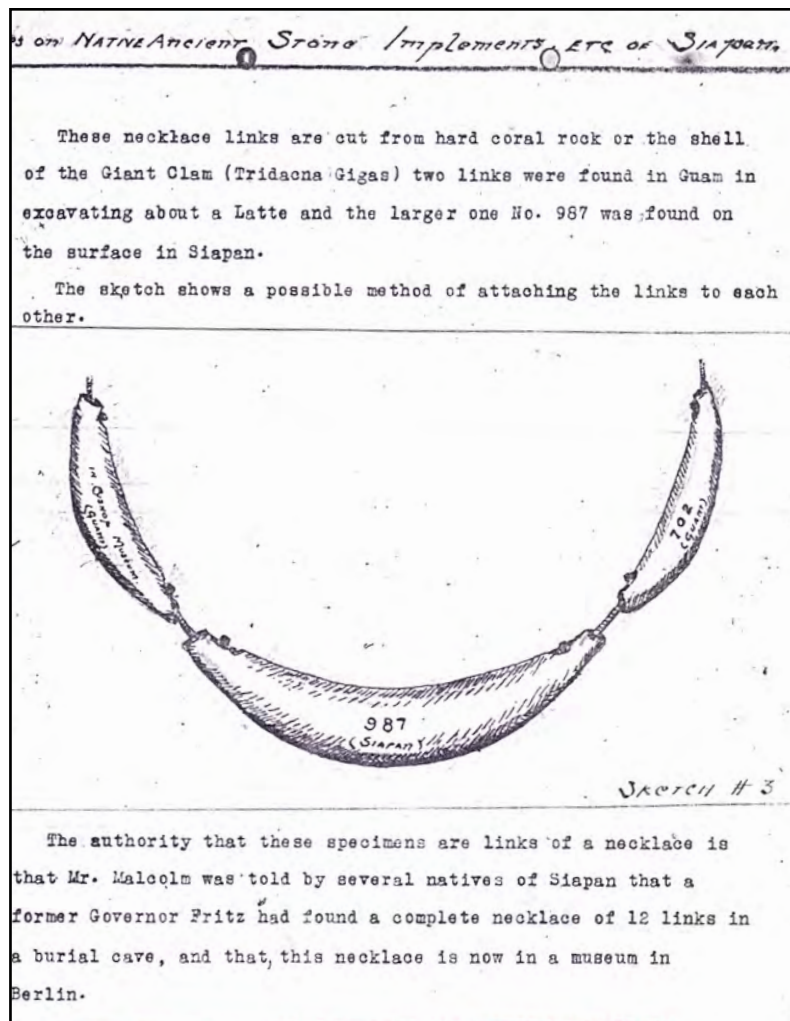 s on NATIVE Ancient Stone Implements, ETC OF SIAPAN.
These necklace links are cut from hard coral rock or the shell
of the Giant Clam (Tridacna Gigas) two links were found in Guam in
excavating about a Latte and the larger one No. 987 was found on
the surface in Siapan.
The sketch shows a possible method of attaching the links to each
other.
IN BISHOP MUSEUM
(GUAM)
702
(GUAM)
987
(SIAPAN)
SKETCH # 3
The authority that these specimens are links of a necklace is
that Mr. Malcolm was told by several natives of Siapan that a
former Governor Fritz had found a complete necklace of 12 links in
a burial cave, and that, this necklace is now in a museum in
Berlin.